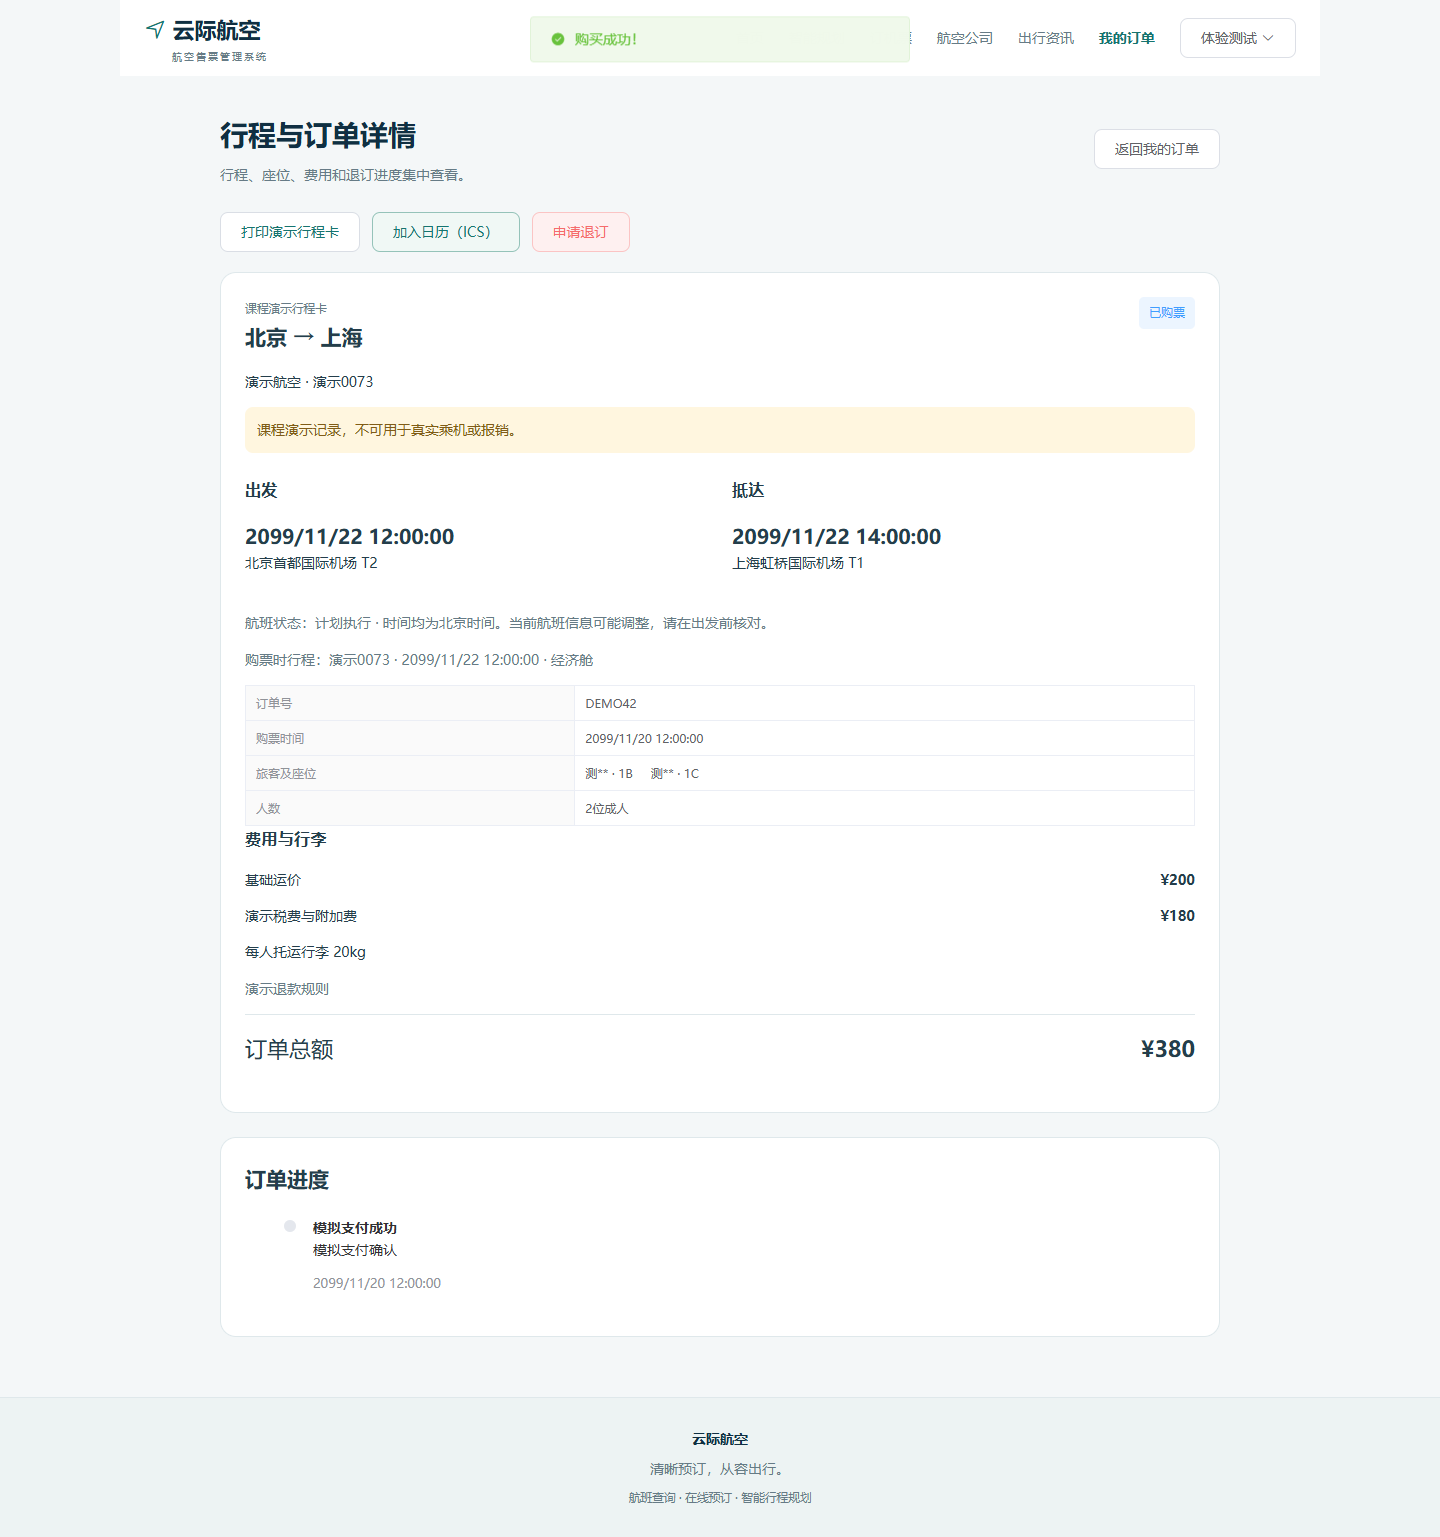 云际航空
航空售票管理系统
购买成功！
航空公司
出行资讯
我的订单
体验测试
行程与订单详情
行程、座位、费用和退订进度集中查看。
返回我的订单
打印演示行程卡
加入日历（ICS）
申请退订
课程演示行程卡
已购票
北京 → 上海
演示航空 · 演示0073
课程演示记录，不可用于真实乘机或报销。
出发
抵达
2099/11/22 12:00:00
2099/11/22 14:00:00
北京首都国际机场 T2
上海虹桥国际机场 T1
航班状态：计划执行 · 时间均为北京时间。当前航班信息可能调整，请在出发前核对。
购票时行程：演示0073 · 2099/11/22 12:00:00 · 经济舱
订单号 DEMO42
购票时间 2099/11/20 12:00:00
旅客及座位 测** · 1B 测** · 1C
人数 2位成人
费用与行李
基础运价 ¥200
演示税费与附加费 ¥180
每人托运行李 20kg
演示退款规则
订单总额 ¥380
订单进度
模拟支付成功
模拟支付确认
2099/11/20 12:00:00
云际航空
清晰预订，从容出行。
航班查询 · 在线预订 · 智能行程规划